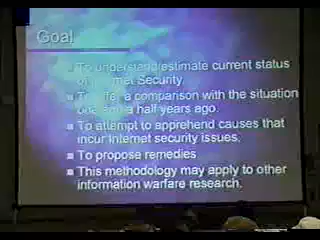 Goal
To understand/estimate current status
of Internet Security.
To offer a comparison with the situation
one and a half years ago.
To attempt to apprehend causes that
incur Internet security issues.
To propose remedies
This methodology may apply to other
information warfare research.